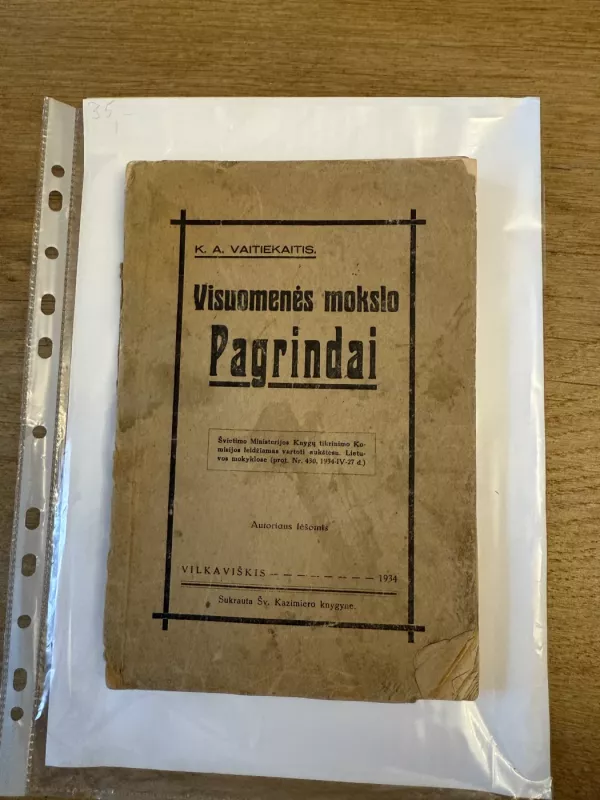 35,-
K. A. VAITIEKAITIS.
Visuomenės mokslo
Pagrindai
Švietimo Ministerijos Knygų tikrinimo Ko-
misijos leidžiamas vartoti aukštesn. Lietu-
vos mokyklose (prot. Nr. 430, 1934-IV-27 d.)
Autoriaus lėšomis
VILKAVIŠKIS — — — — — — — — 1934
Sukrauta Šv. Kazimiero knygyne.